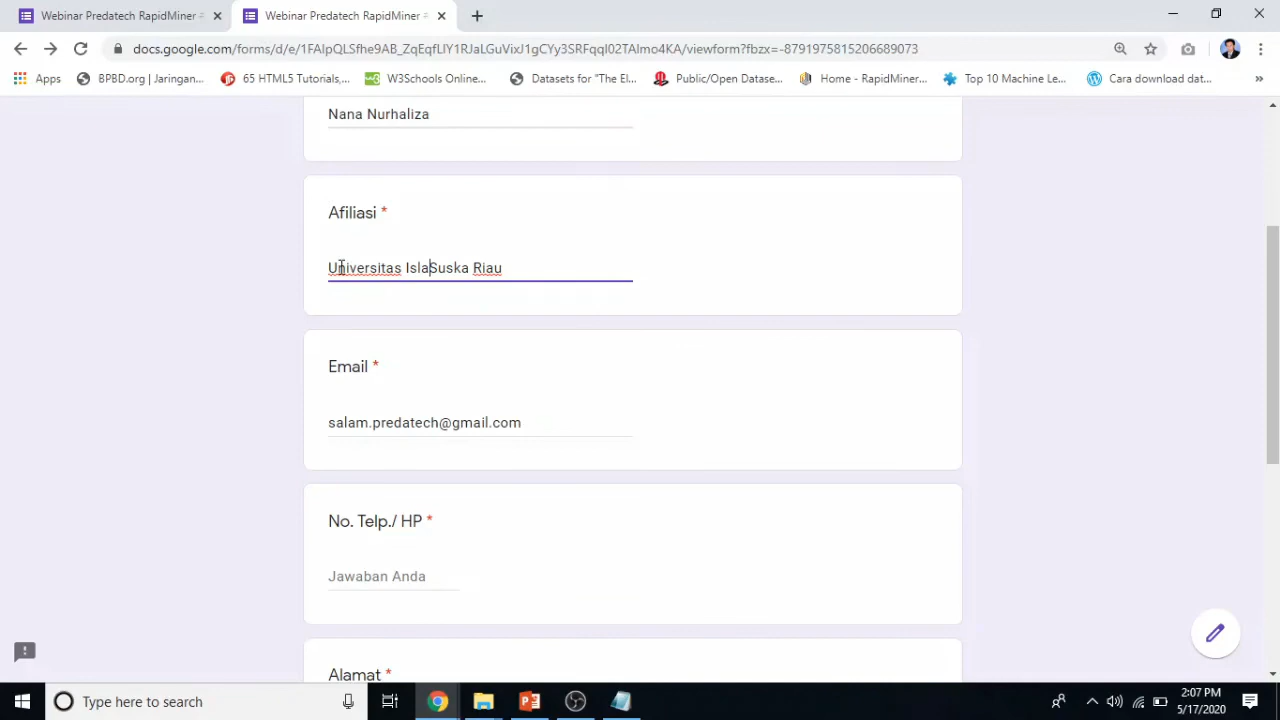 Webinar Predatech RapidMiner
Webinar Predatech RapidMiner
docs.google.com/forms/d/e/1FAIpQLSfhe9AB_ZqEqfLlY1RJaLGuVixJ1gCYy3SRFqqI02TAlmo4KA/viewform?fbzx=-8791975815206689073
Apps BPBD.org | Jaringan... 65 HTML5 Tutorials,... W3Schools Online... Datasets for "The El... Public/Open Datase... Home - RapidMiner... Top 10 Machine Le... Cara download dat... »
Nana Nurhaliza
Afiliasi *
Universitas IslaSuska Riau
Email *
salam.predatech@gmail.com
No. Telp./ HP *
Jawaban Anda
Alamat *
Type here to search
2:07 PM
5/17/2020